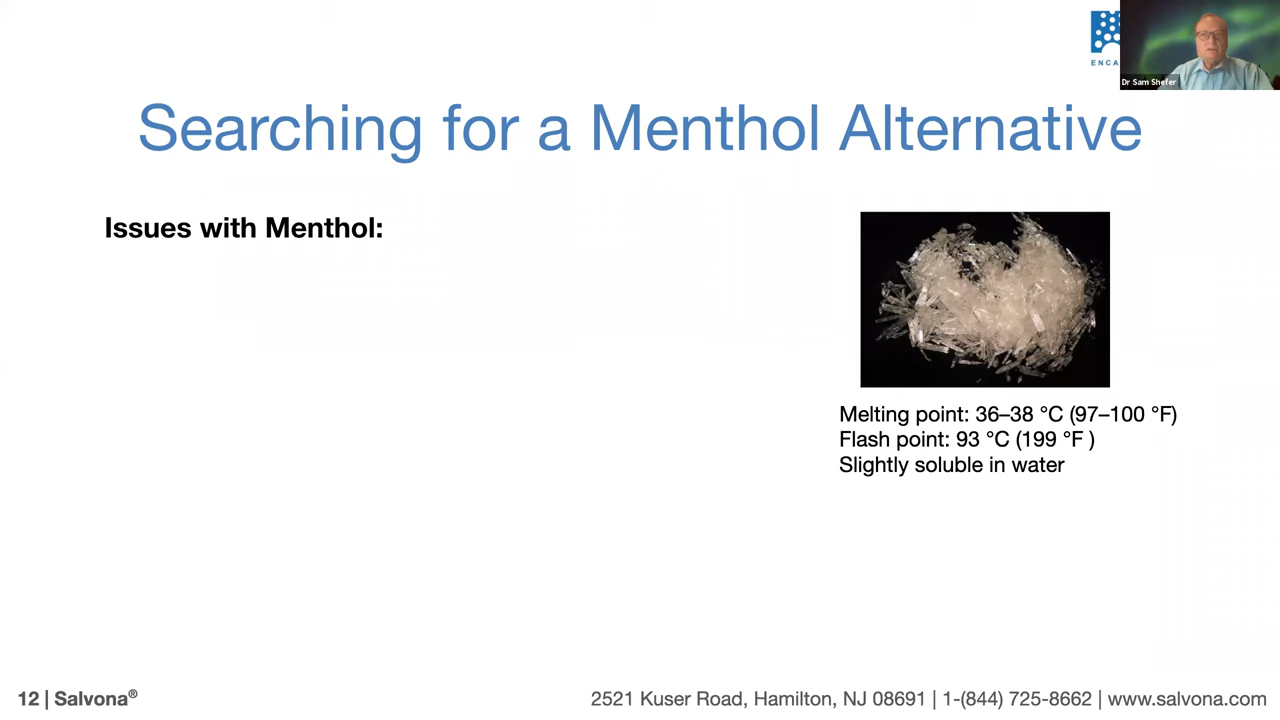 ENCA
Dr Sam Shefer
Searching for a Menthol Alternative
Issues with Menthol:
Melting point: 36–38 °C (97–100 °F)
Flash point: 93 °C (199 °F )
Slightly soluble in water
12 | Salvona®
2521 Kuser Road, Hamilton, NJ 08691 | 1-(844) 725-8662 | www.salvona.com